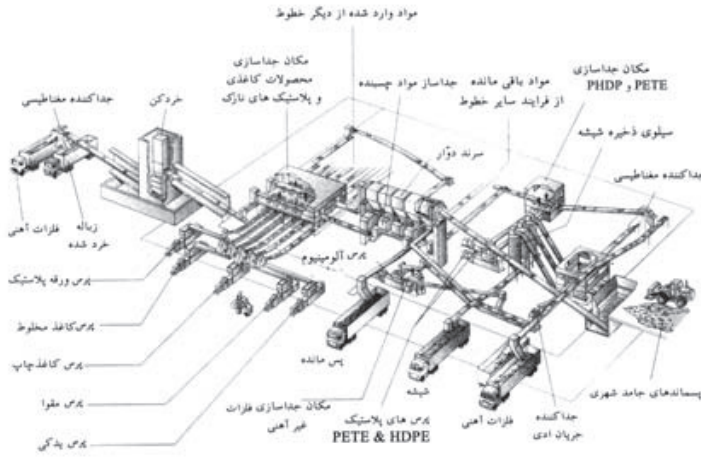 مواد وارد شده از دیگر خطوط
مکان جداسازی
محصولات کاغذی
و پلاستیک های نازک
جداساز مواد چسبنده
مواد باقی مانده
از فرایند سایر خطوط
مکان جداسازی
PETE و PHDP
سیلوی ذخیره شیشه
جداکننده مغناطیسی
خردکن
جداکننده مغناطیسی
سرند دوّار
فلزات آهنی
زباله
خرد شده
پرس آلومینیوم
پرس ورقه پلاستیک
پرس کاغذ مخلوط
پرس کاغذ چاپ
پرس مقوا
پرس یدکی
پس مانده
شیشه
مکان جداسازی فلزات
غیر آهنی
پرس های پلاستیک
PETE & HDPE
فلزات آهنی
جداکننده
جریان ادی
پسماندهای جامد شهری